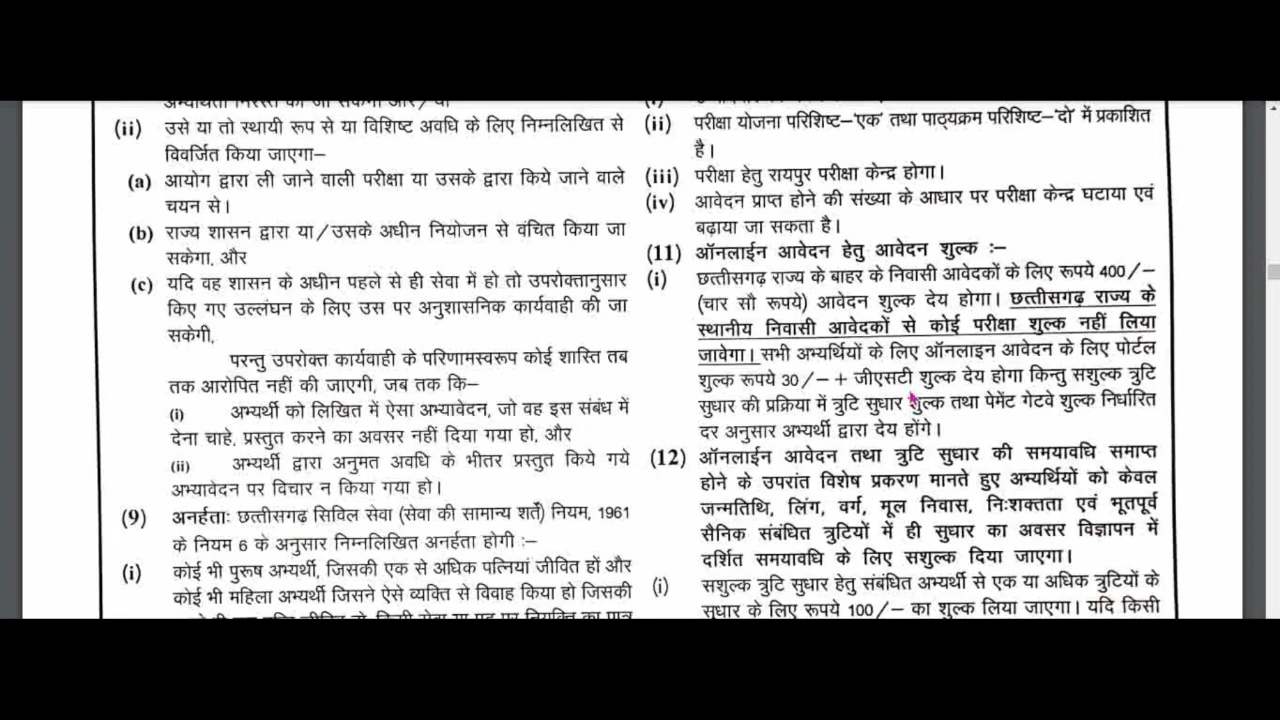 (ii) उसे या तो स्थायी रूप से या विशिष्ट अवधि के लिए निम्नलिखित से
विवर्जित किया जाएगा–
(a) आयोग द्वारा ली जाने वाली परीक्षा या उसके द्वारा किये जाने वाले
चयन से।
(b) राज्य शासन द्वारा या/उसके अधीन नियोजन से वंचित किया जा
सकेगा, और
(c) यदि वह शासन के अधीन पहले से ही सेवा में हो तो उपरोक्तानुसार
किए गए उल्लंघन के लिए उस पर अनुशासनिक कार्यवाही की जा
सकेगी,
परन्तु उपरोक्त कार्यवाही के परिणामस्वरूप कोई शास्ति तब
तक आरोपित नहीं की जाएगी, जब तक कि–
(i) अभ्यर्थी को लिखित में ऐसा अभ्यावेदन, जो वह इस संबंध में
देना चाहे, प्रस्तुत करने का अवसर नहीं दिया गया हो, और
(ii) अभ्यर्थी द्वारा अनुमत अवधि के भीतर प्रस्तुत किये गये
अभ्यावेदन पर विचार न किया गया हो।
(9) अनर्हताः छत्तीसगढ़ सिविल सेवा (सेवा की सामान्य शर्तें) नियम, 1961
के नियम 6 के अनुसार निम्नलिखित अनर्हता होगी :–
(i) कोई भी पुरूष अभ्यर्थी, जिसकी एक से अधिक पत्नियां जीवित हों और
कोई भी महिला अभ्यर्थी जिसने ऐसे व्यक्ति से विवाह किया हो जिसकी
(ii) परीक्षा योजना परिशिष्ट–'एक' तथा पाठ्यक्रम परिशिष्ट–'दो' में प्रकाशित
है।
(iii) परीक्षा हेतु रायपुर परीक्षा केन्द्र होगा।
(iv) आवेदन प्राप्त होने की संख्या के आधार पर परीक्षा केन्द्र घटाया एवं
बढ़ाया जा सकता है।
(11) ऑनलाईन आवेदन हेतु आवेदन शुल्क :–
(i) छत्तीसगढ़ राज्य के बाहर के निवासी आवेदकों के लिए रूपये 400/–
(चार सौ रूपये) आवेदन शुल्क देय होगा। छत्तीसगढ़ राज्य के
स्थानीय निवासी आवेदकों से कोई परीक्षा शुल्क नहीं लिया
जावेगा। सभी अभ्यर्थियों के लिए ऑनलाइन आवेदन के लिए पोर्टल
शुल्क रूपये 30/– + जीएसटी शुल्क देय होगा किन्तु सशुल्क त्रुटि
सुधार की प्रक्रिया में त्रुटि सुधार शुल्क तथा पेमेंट गेटवे शुल्क निर्धारित
दर अनुसार अभ्यर्थी द्वारा देय होंगे।
(12) ऑनलाईन आवेदन तथा त्रुटि सुधार की समयावधि समाप्त
होने के उपरांत विशेष प्रकरण मानते हुए अभ्यर्थियों को केवल
जन्मतिथि, लिंग, वर्ग, मूल निवास, निःशक्तता एवं भूतपूर्व
सैनिक संबंधित त्रुटियों में ही सुधार का अवसर विज्ञापन में
दर्शित समयावधि के लिए सशुल्क दिया जाएगा।
(i) सशुल्क त्रुटि सुधार हेतु संबंधित अभ्यर्थी से एक या अधिक त्रुटियों के
सुधार के लिए रूपये 100/– का शुल्क लिया जाएगा। यदि किसी